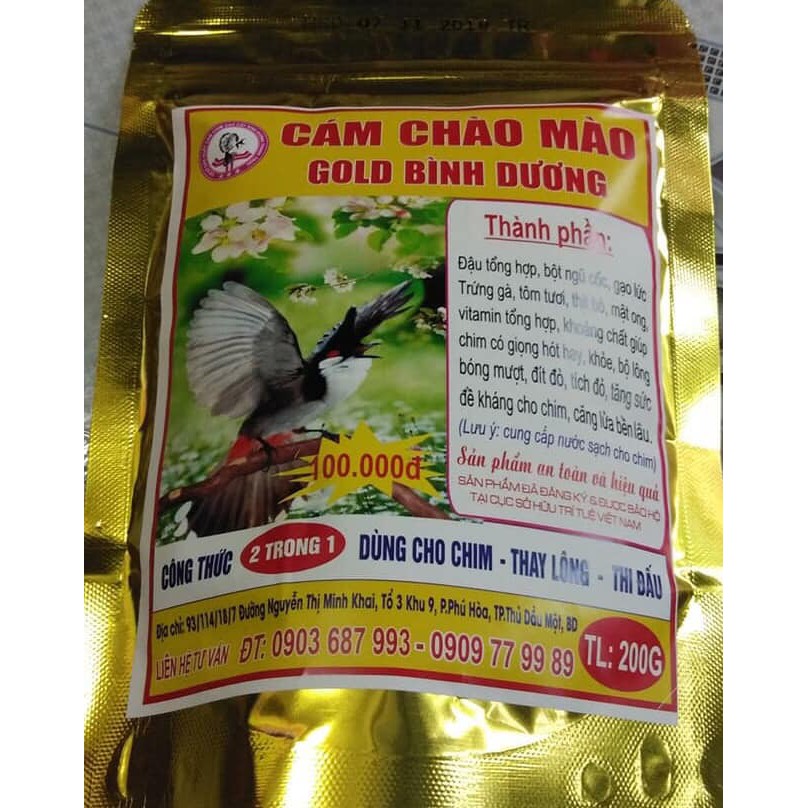 CÁM CHÀO MÀO
GOLD BÌNH DƯƠNG
Thành phần:
Đậu tổng hợp, bột ngũ cốc, gạo lức
Trứng gà, tôm tươi, thịt bò, mật ong,
vitamin tổng hợp, khoáng chất giúp
chim có giọng hót hay, khỏe, bộ lông
bóng mượt, đít đỏ, tích đỏ, tăng sức
đề kháng cho chim, căng lửa bền lâu.
(Lưu ý: cung cấp nước sạch cho chim)
Sản phẩm an toàn và hiệu quả
SẢN PHẨM ĐÃ ĐĂNG KÝ & ĐƯỢC BẢO HỘ
TẠI CỤC SỞ HỮU TRÍ TUỆ VIỆT NAM
100.000đ
CÔNG THỨC 2 TRONG 1 DÙNG CHO CHIM - THAY LÔNG - THI ĐẤU
Địa chỉ: 93/114/18/7 Đường Nguyễn Thị Minh Khai, Tổ 3 Khu 9, P.Phú Hòa, TP.Thủ Dầu Một, BD
LIÊN HỆ TƯ VẤN ĐT: 0903 687 993 - 0909 77 99 89
TL: 200G